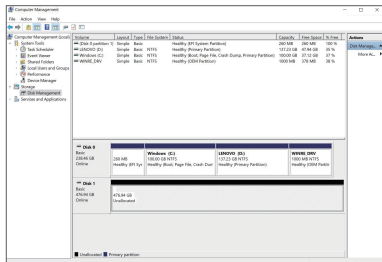 Computer Management
File Action View Help
Computer Management (Local)
System Tools
Task Scheduler
Event Viewer
Shared Folders
Local Users and Groups
Performance
Device Manager
Storage
Disk Management
Services and Applications
Volume Layout Type File System Status Capacity Free Space % Free
(Disk 0 partition 1) Simple Basic Healthy (EFI System Partition) 260 MB 260 MB 100 %
LENOVO (D:) Simple Basic NTFS Healthy (Primary Partition) 137.23 GB 47.94 GB 35 %
Windows (C:) Simple Basic NTFS Healthy (Boot, Page File, Crash Dump, Primary Partition) 100.00 GB 37.12 GB 37 %
WINRE_DRV Simple Basic NTFS Healthy (OEM Partition) 1000 MB 378 MB 38 %
Actions
Disk Manage...
More Ac...
Disk 0
Basic
238.46 GB
Online
260 MB
Healthy (EFI Sys
Windows (C:)
100.00 GB NTFS
Healthy (Boot, Page File, Crash Dum
LENOVO (D:)
137.23 GB NTFS
Healthy (Primary Partition)
WINRE_DRV
1000 MB NTFS
Healthy (OEM Partiti
Disk 1
Basic
476.94 GB
Online
476.94 GB
Unallocated
Unallocated Primary partition